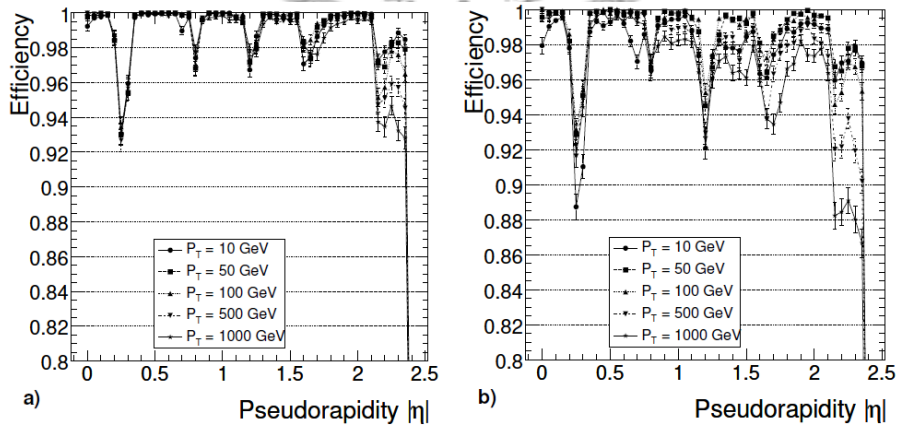 Efficiency
1
0.98
0.96
0.94
0.92
0.9
0.88
0.86
0.84
0.82
0.8
P_T = 10 GeV
P_T = 50 GeV
P_T = 100 GeV
P_T = 500 GeV
P_T = 1000 GeV
0 0.5 1 1.5 2 2.5
a) Pseudorapidity |η|
Efficiency
1
0.98
0.96
0.94
0.92
0.9
0.88
0.86
0.84
0.82
0.8
P_T = 10 GeV
P_T = 50 GeV
P_T = 100 GeV
P_T = 500 GeV
P_T = 1000 GeV
0 0.5 1 1.5 2 2.5
b) Pseudorapidity |η|